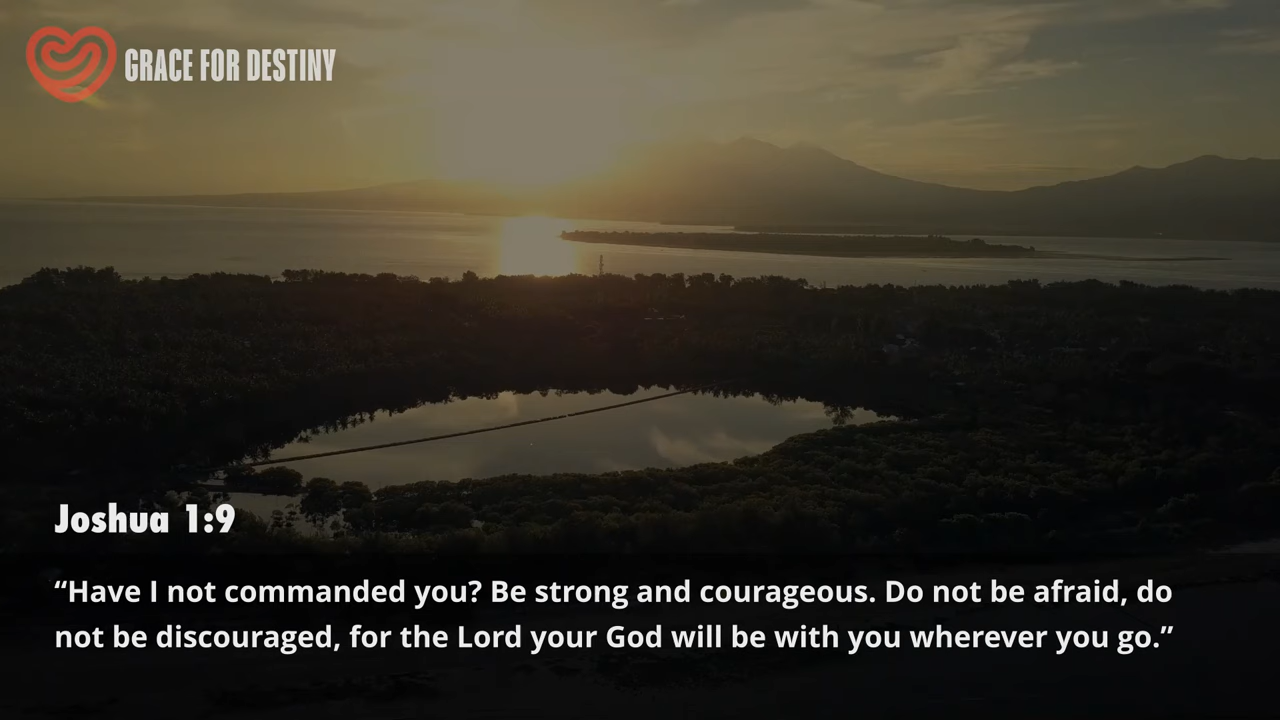 GRACE FOR DESTINY
Joshua 1:9
“Have I not commanded you? Be strong and courageous. Do not be afraid, do
not be discouraged, for the Lord your God will be with you wherever you go.”